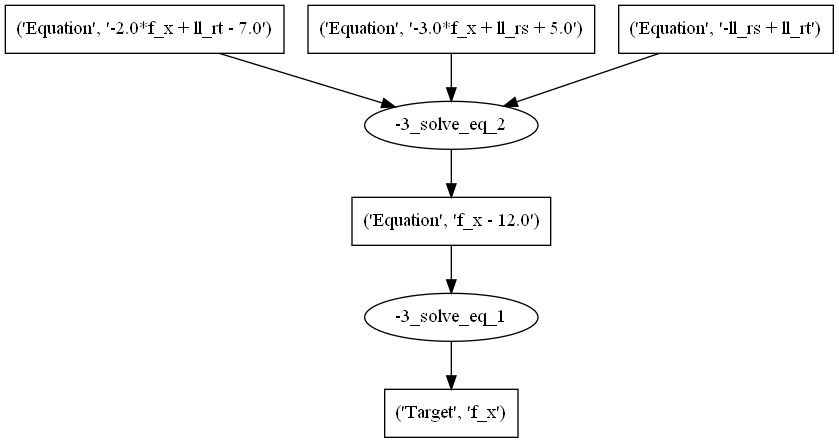 ('Equation', '-2.0*f_x + ll_rt - 7.0')
('Equation', '-3.0*f_x + ll_rs + 5.0')
('Equation', '-ll_rs + ll_rt')
-3_solve_eq_2
('Equation', 'f_x - 12.0')
-3_solve_eq_1
('Target', 'f_x')